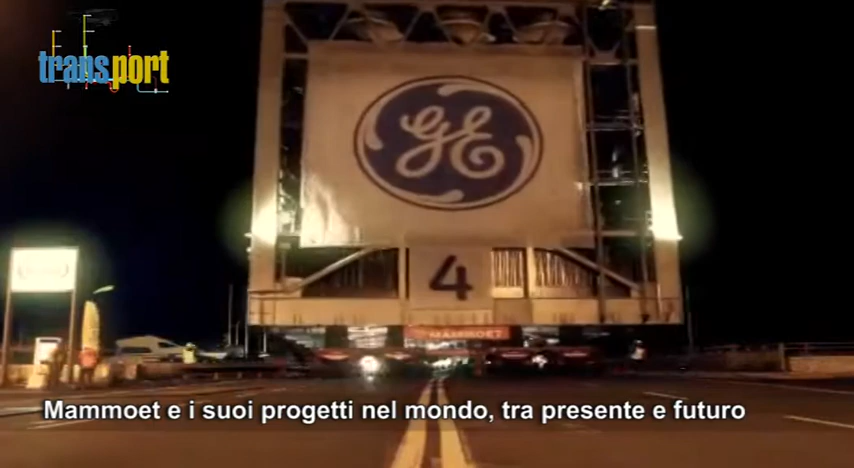 transport
GE
4
MAMMOET
Mammoet e i suoi progetti nel mondo, tra presente e futuro